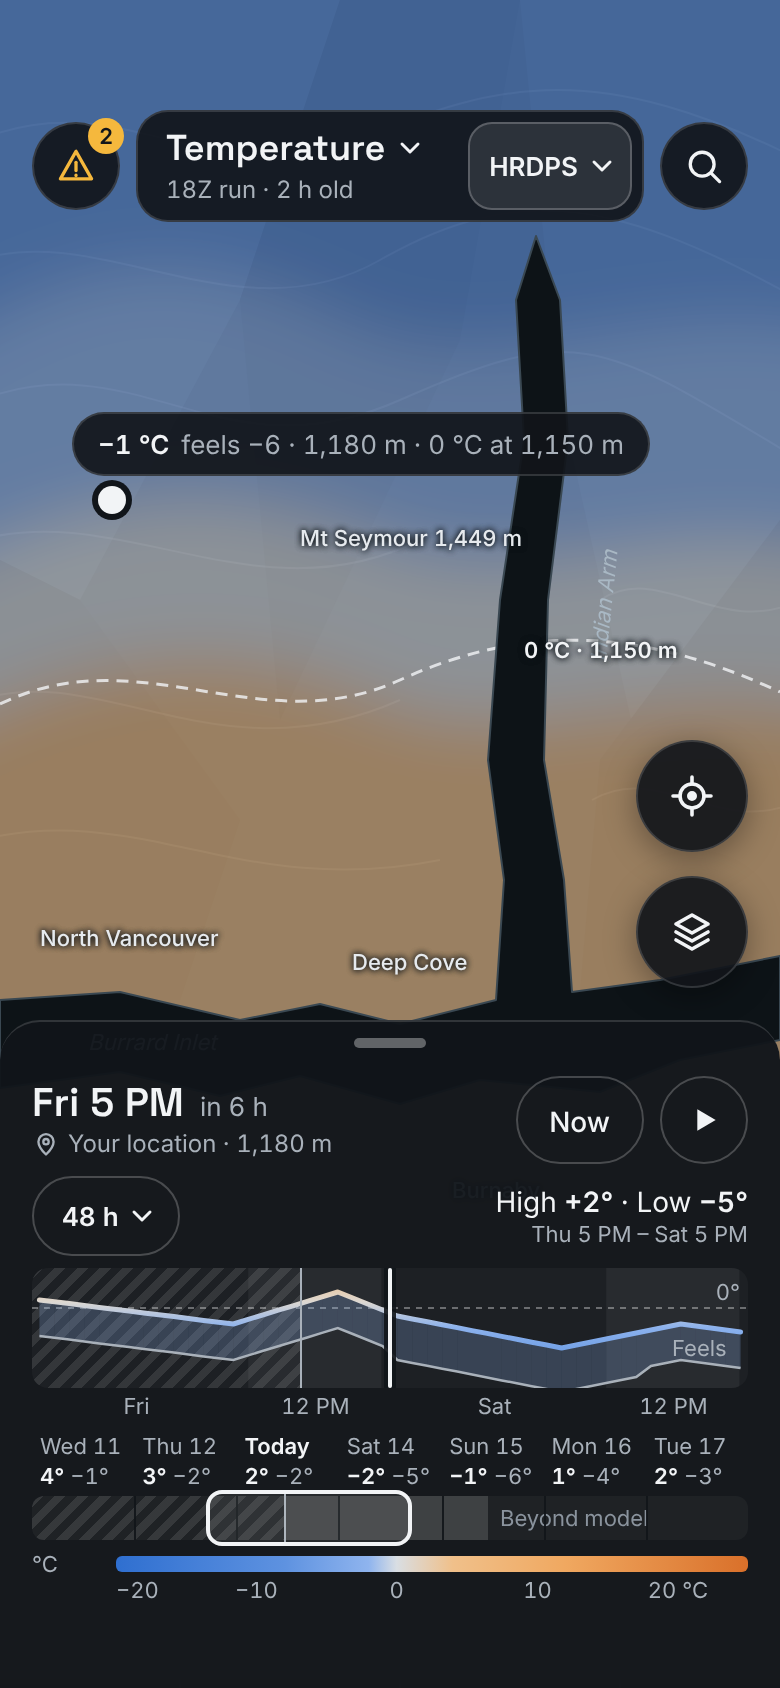 2
Temperature
18Z run · 2 h old
HRDPS
−1 °C feels −6 · 1,180 m · 0 °C at 1,150 m
Mt Seymour 1,449 m
Arm
0 °C · 1,150 m
North Vancouver
Deep Cove
Burrard Inlet
Fri 5 PM in 6 h
Your location · 1,180 m
Now
48 h
High +2° · Low −5°
Thu 5 PM – Sat 5 PM
0°
Feels
Fri 12 PM Sat 12 PM
Wed 11 Thu 12 Today Sat 14 Sun 15 Mon 16 Tue 17
4° −1° 3° −2° 2° −2° −2° −5° −1° −6° 1° −4° 2° −3°
Beyond model
°C
−20 −10 0 10 20 °C